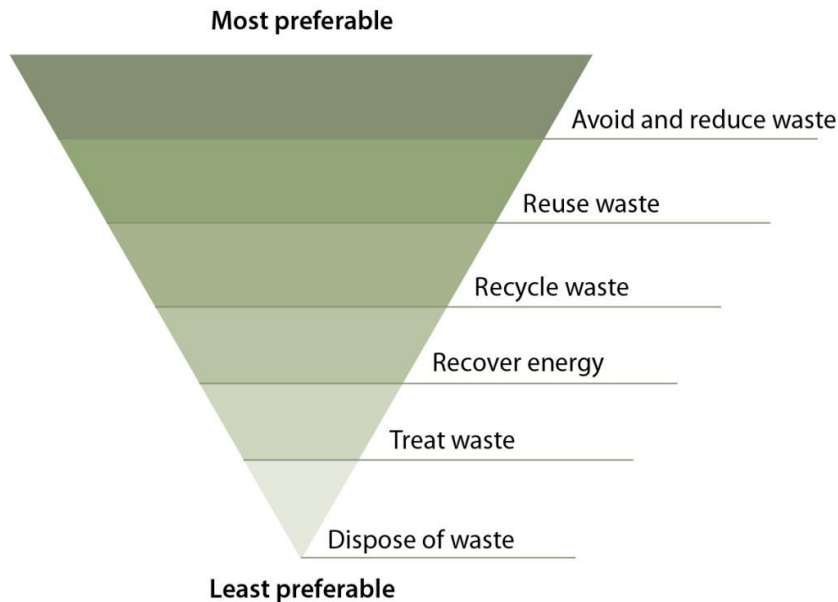 Most preferable
Avoid and reduce waste
Reuse waste
Recycle waste
Recover energy
Treat waste
Dispose of waste
Least preferable